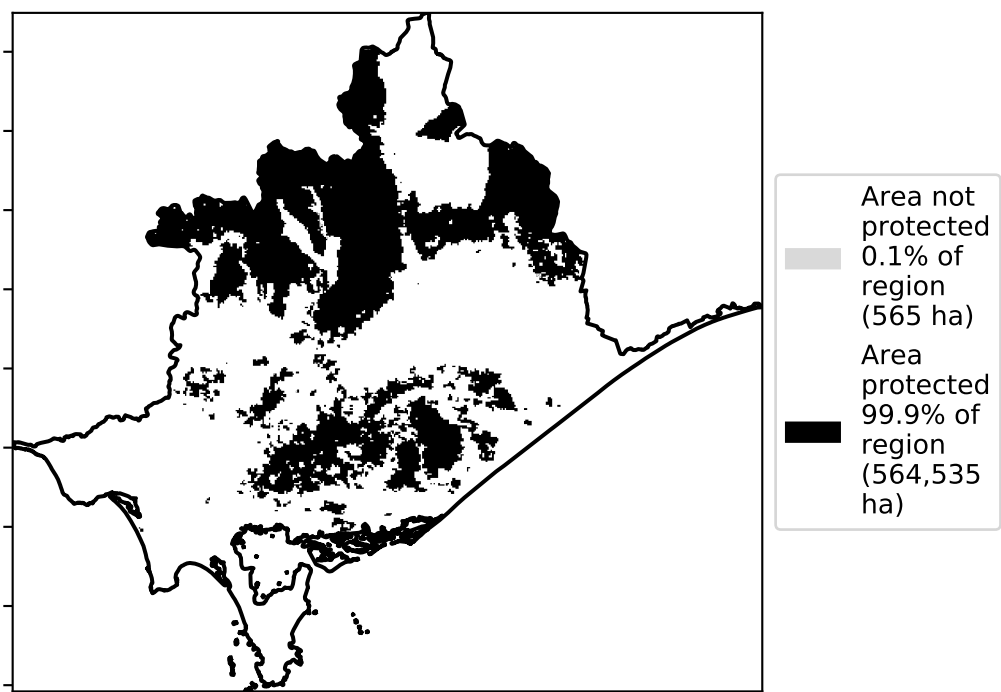 Area not
protected
0.1% of
region
(565 ha)
Area
protected
99.9% of
region
(564,535
ha)